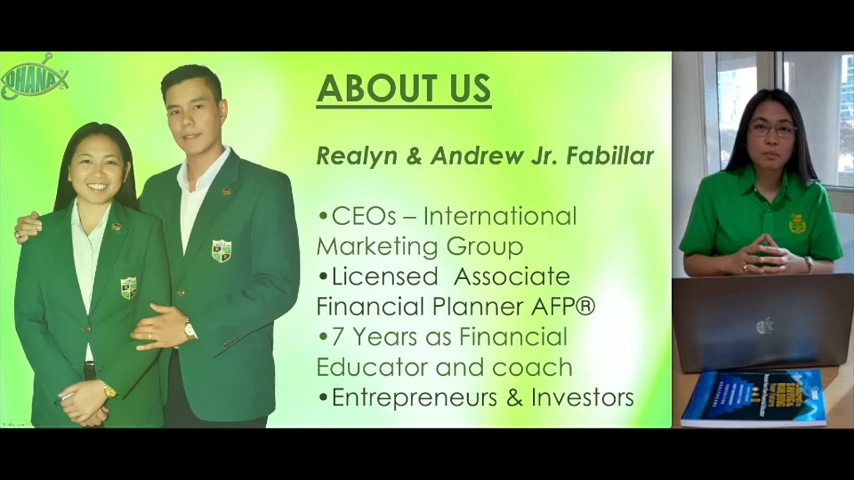 OHANA
ABOUT US
Realyn & Andrew Jr. Fabillar
•CEOs – International
Marketing Group
•Licensed  Associate
Financial Planner AFP®
•7 Years as Financial
Educator and coach
•Entrepreneurs & Investors